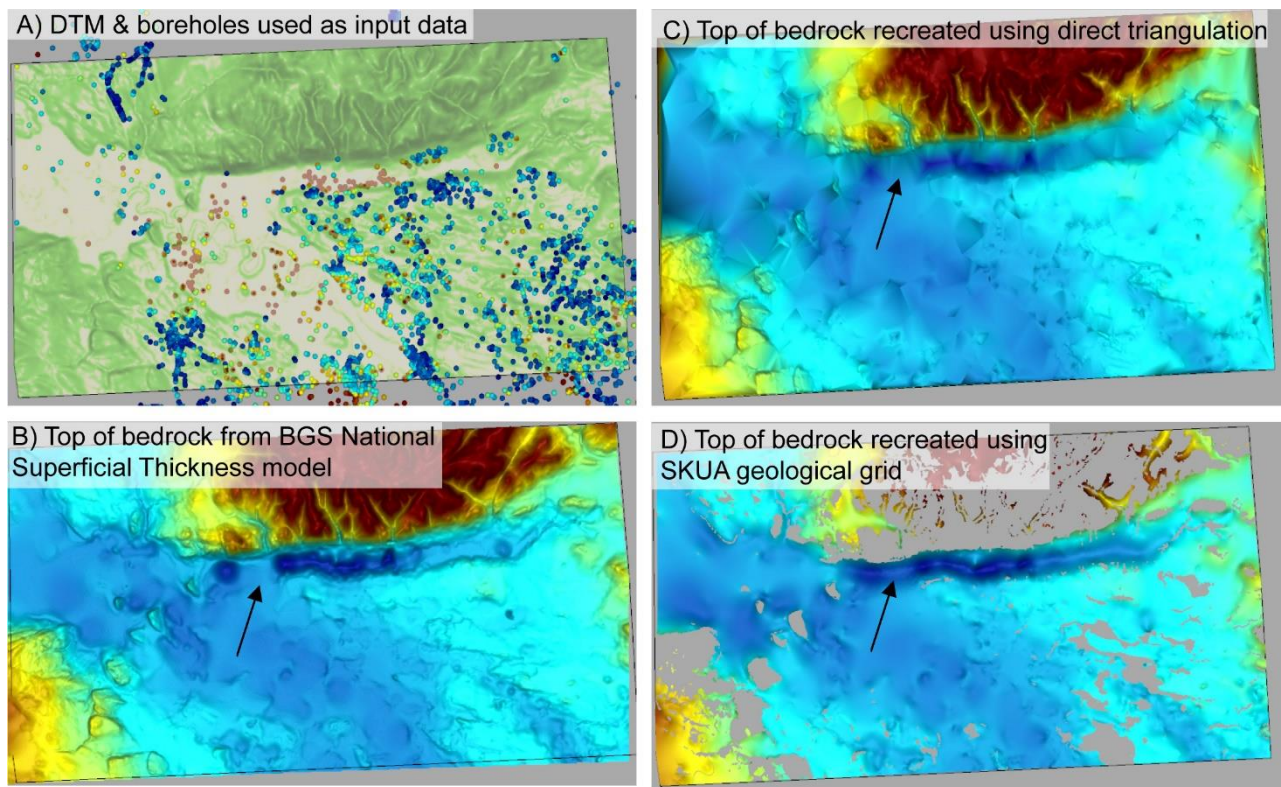 A) DTM & boreholes used as input data
C) Top of bedrock recreated using direct triangulation
B) Top of bedrock from BGS National
Superficial Thickness model
D) Top of bedrock recreated using
SKUA geological grid